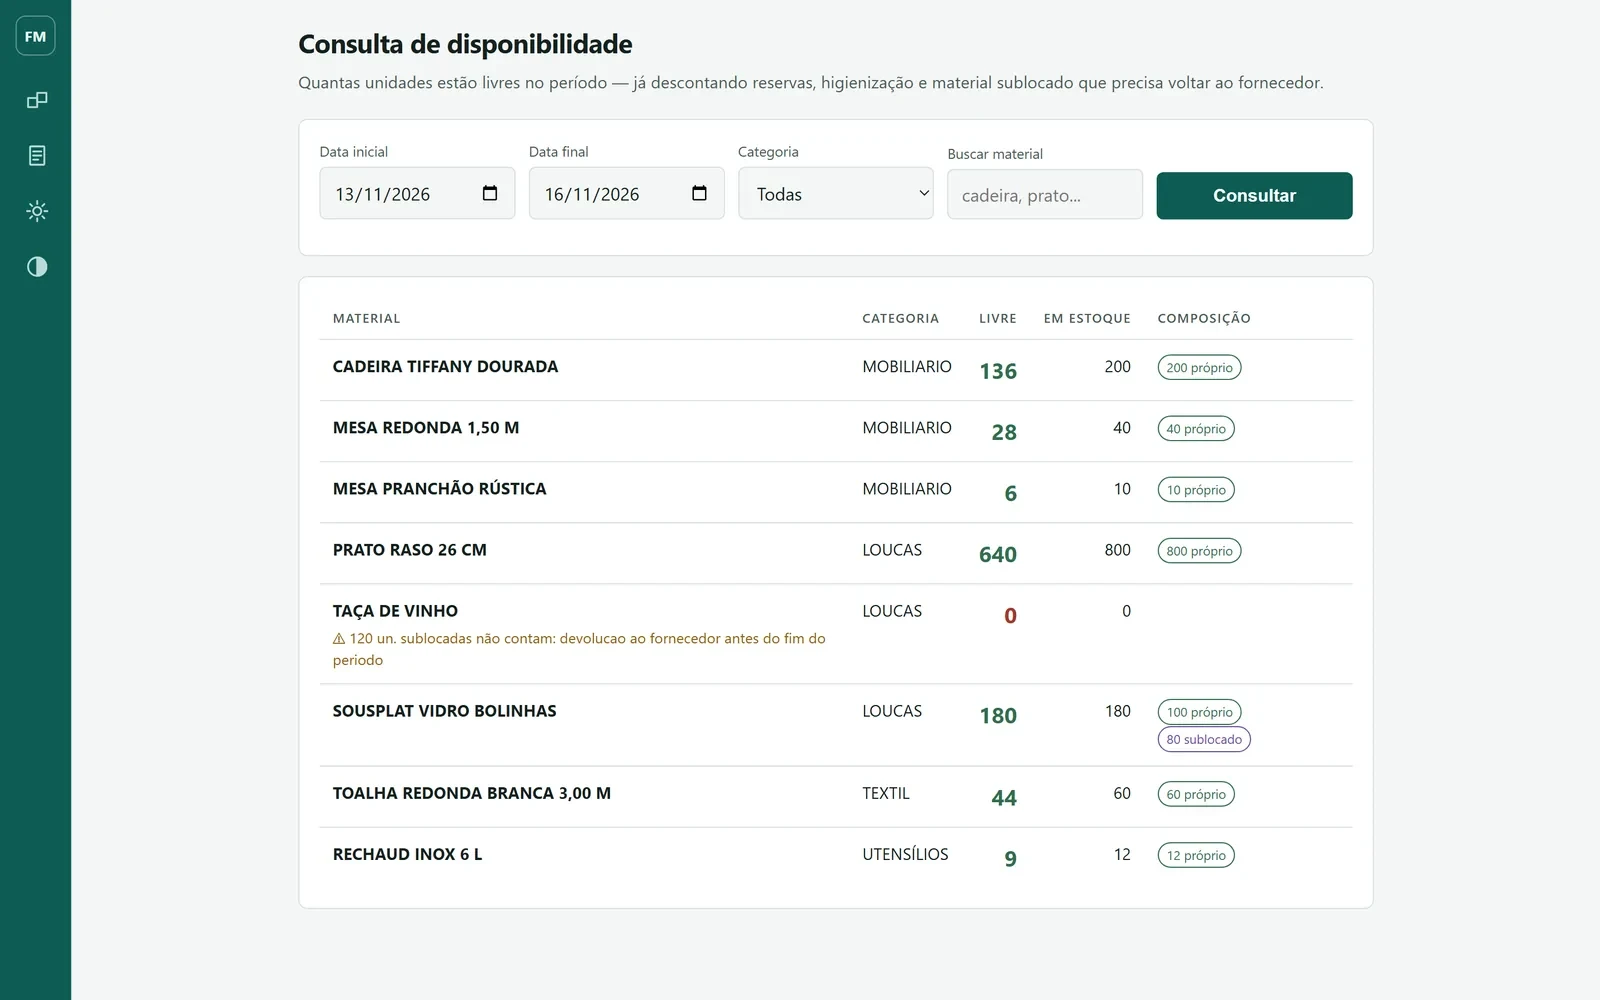 FM
Consulta de disponibilidade
Quantas unidades estão livres no período — já descontando reservas, higienização e material sublocado que precisa voltar ao fornecedor.
Data inicial Data final Categoria Buscar material
13/11/2026 16/11/2026 Todas cadeira, prato... Consultar
MATERIAL CATEGORIA LIVRE EM ESTOQUE COMPOSIÇÃO
CADEIRA TIFFANY DOURADA MOBILIARIO 136 200 200 próprio
MESA REDONDA 1,50 M MOBILIARIO 28 40 40 próprio
MESA PRANCHÃO RÚSTICA MOBILIARIO 6 10 10 próprio
PRATO RASO 26 CM LOUCAS 640 800 800 próprio
TAÇA DE VINHO LOUCAS 0 0
⚠ 120 un. sublocadas não contam: devolucao ao fornecedor antes do fim do
periodo
SOUSPLAT VIDRO BOLINHAS LOUCAS 180 180 100 próprio
80 sublocado
TOALHA REDONDA BRANCA 3,00 M TEXTIL 44 60 60 próprio
RECHAUD INOX 6 L UTENSÍLIOS 9 12 12 próprio